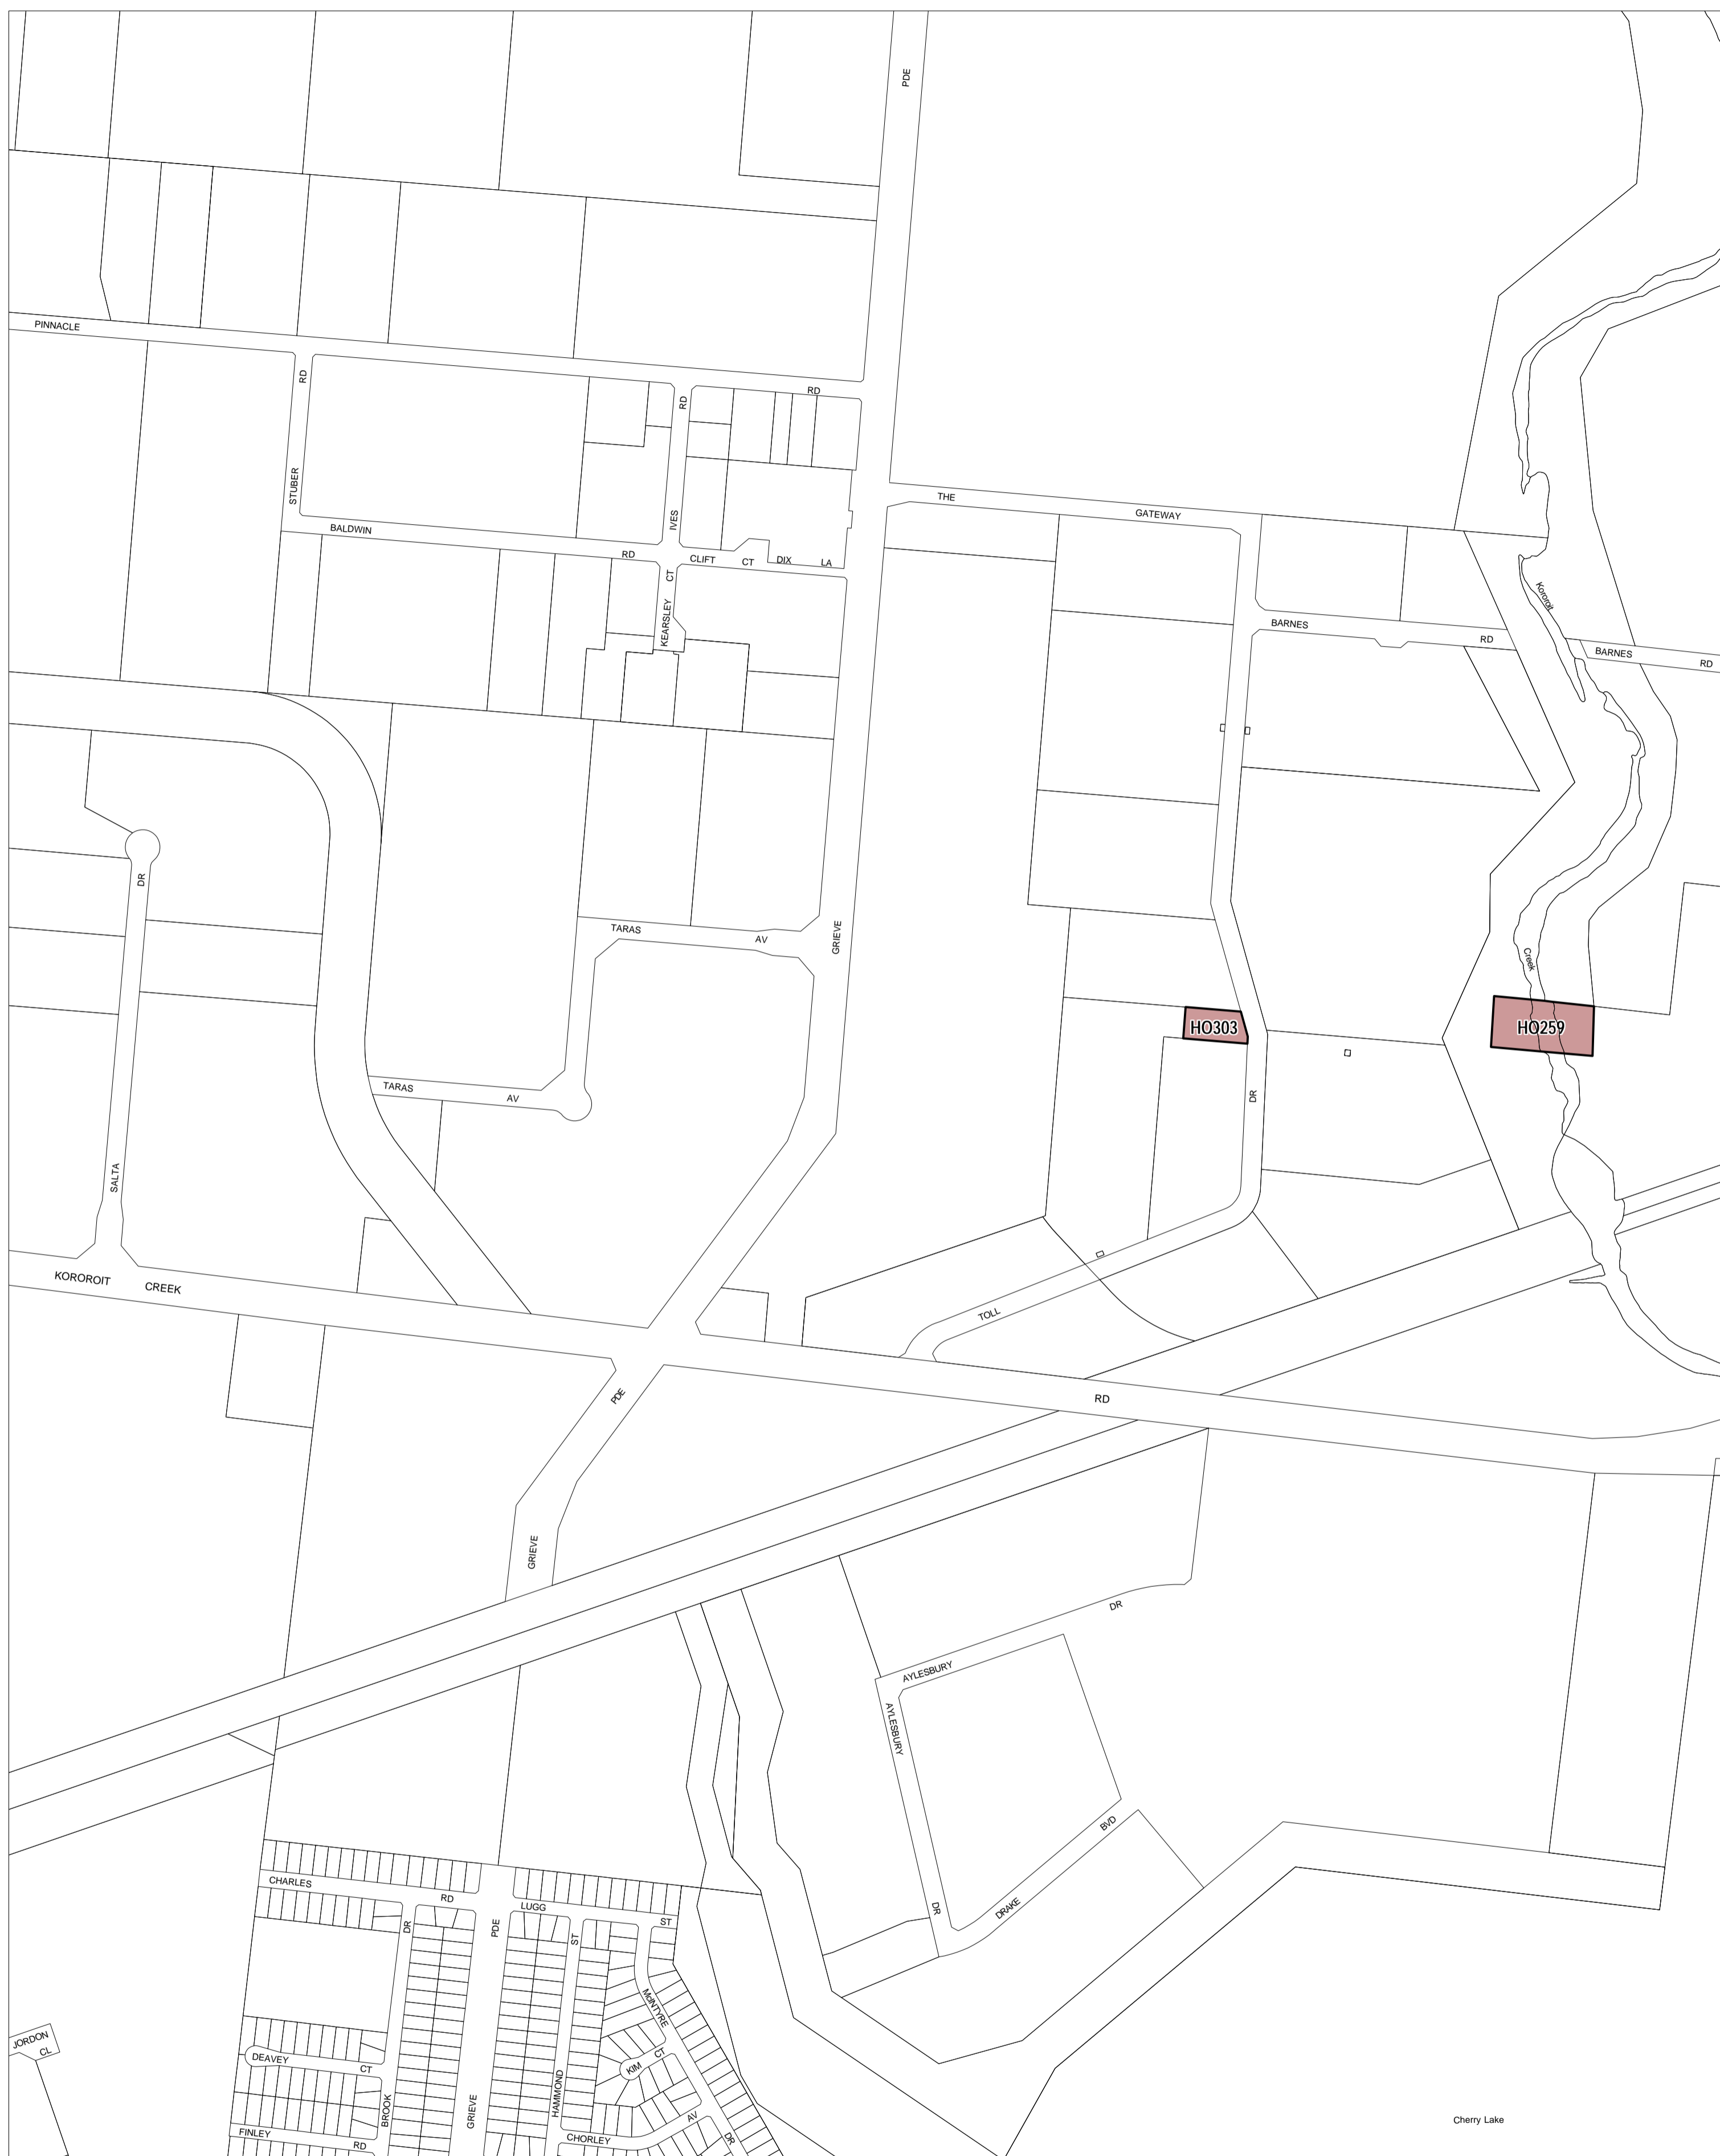 PDE
PINNACLE
RD
RD
RD
STUBER
IVES
BALDWIN
RD
CLIFT
CT
DIX
LA
CT
KEARSLEY
THE
GATEWAY
BARNES
RD
BARNES
RD
Kororoit
Creek
DR
SALTA
TARAS
AV
GRIEVE
TARAS
AV
HO303
HO259
DR
TOLL
KOROROIT
CREEK
RD
PDE
GRIEVE
DR
AYLESBURY
AYLESBURY
DR
DRAKE
BVD
CHARLES
RD
LUGG
ST
DR
PDE
ST
McINTYRE
JORDON
CL
DEAVEY
CT
KIM
CT
BROOK
GRIEVE
HAMMOND
FINLEY
RD
CHORLEY
AV
DR
Cherry Lake